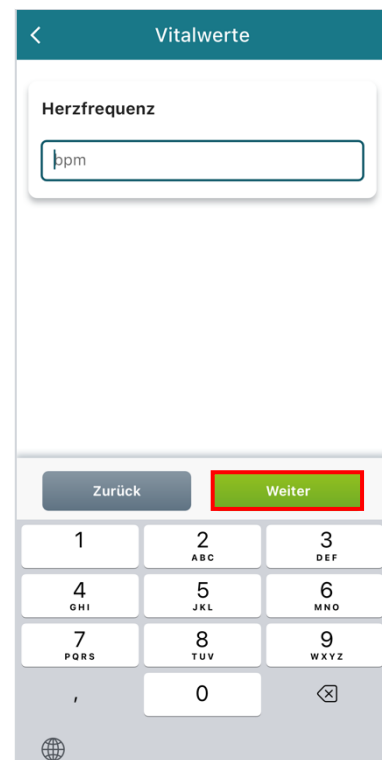 Vitalwerte
Herzfrequenz
bpm
Zurück Weiter
1 2 3
ABC DEF
4 5 6
GHI JKL MNO
7 8 9
PQRS TUV WXYZ
, 0